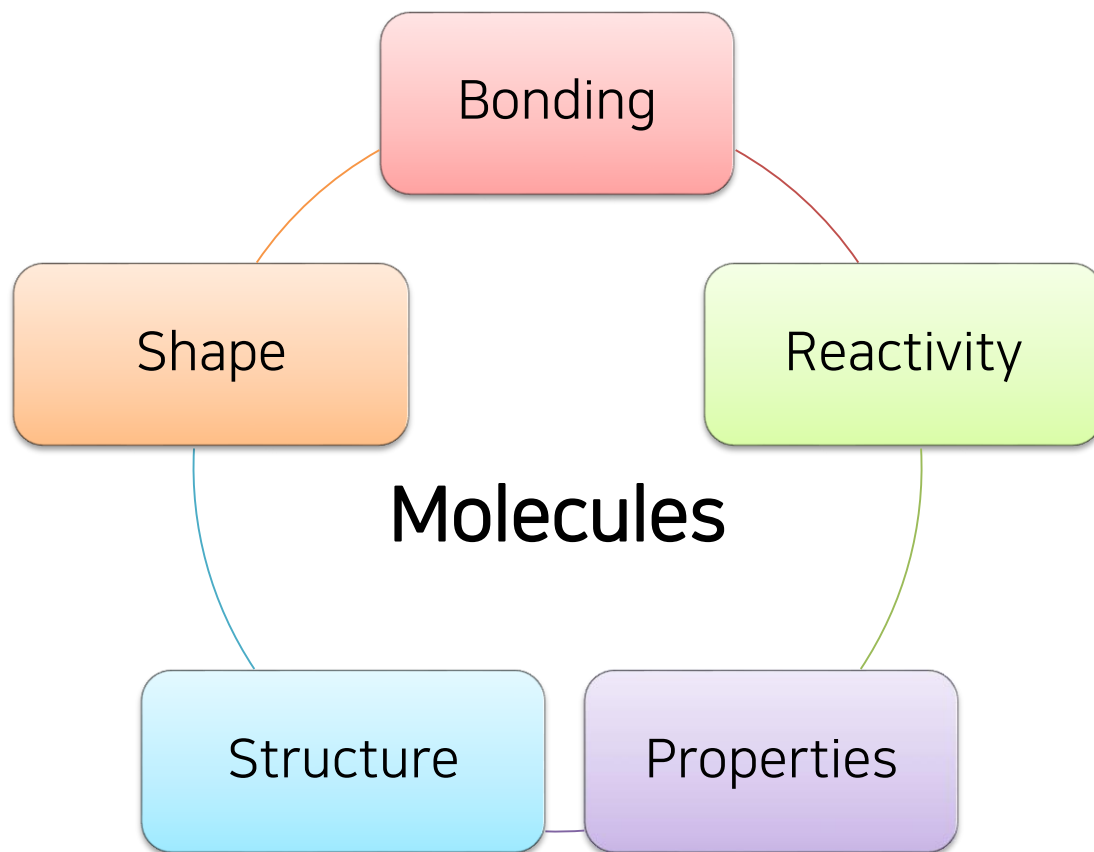 Bonding
Shape
Reactivity
Molecules
Structure
Properties